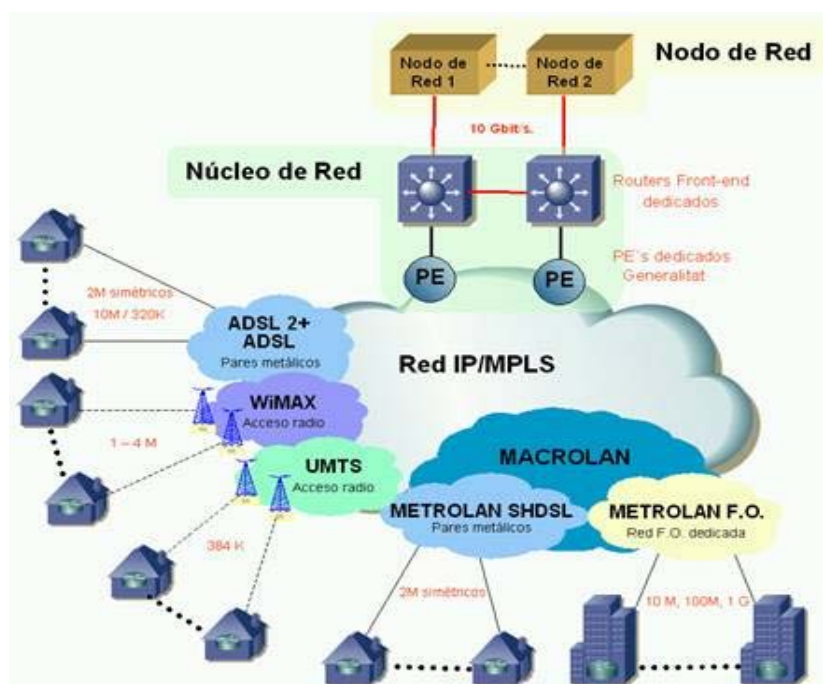 Nodo de Red
Nodo de
Red 1
Nodo de
Red 2
10 Gbit´s.
Núcleo de Red
Routers Front-end
dedicados
PE
PE
PE´s dedicados
Generalitat
2M simétricos
10M / 320K
ADSL 2+
ADSL
Pares metálicos
Red IP/MPLS
WiMAX
Acceso radio
1 – 4 M
UMTS
Acceso radio
MACROLAN
384 K
METROLAN SHDSL
Pares metálicos
METROLAN F.O.
Red F.O. dedicada
2M simétricos
10 M, 100M, 1 G